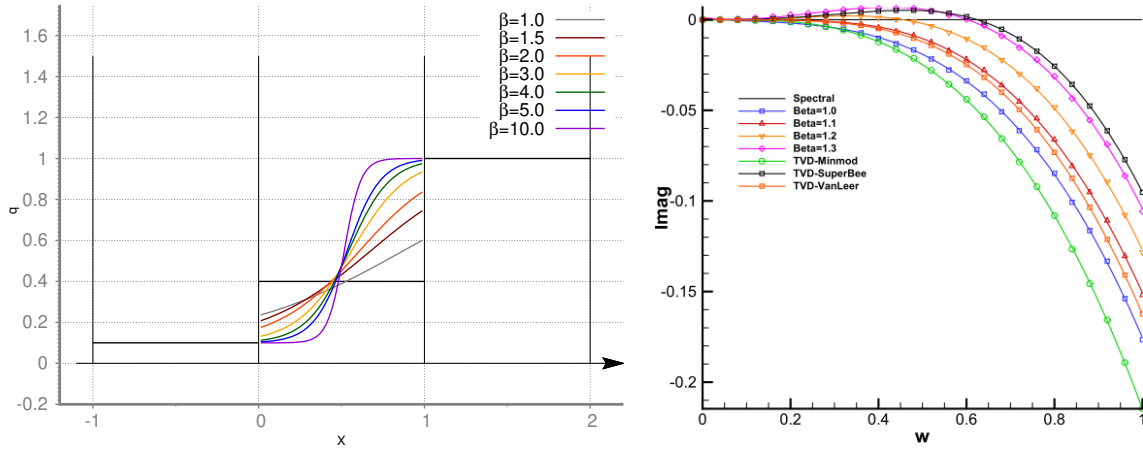 β=1.0
β=1.5
β=2.0
β=3.0
β=4.0
β=5.0
β=10.0
1.6
1.4
1.2
1
0.8
0.6
0.4
0.2
0
-0.2
q
-1
0
1
2
x
0
-0.05
-0.1
-0.15
-0.2
Imag
Spectral
Beta=1.0
Beta=1.1
Beta=1.2
Beta=1.3
TVD-Minmod
TVD-SuperBee
TVD-VanLeer
0
0.2
0.4
0.6
0.8
1
w